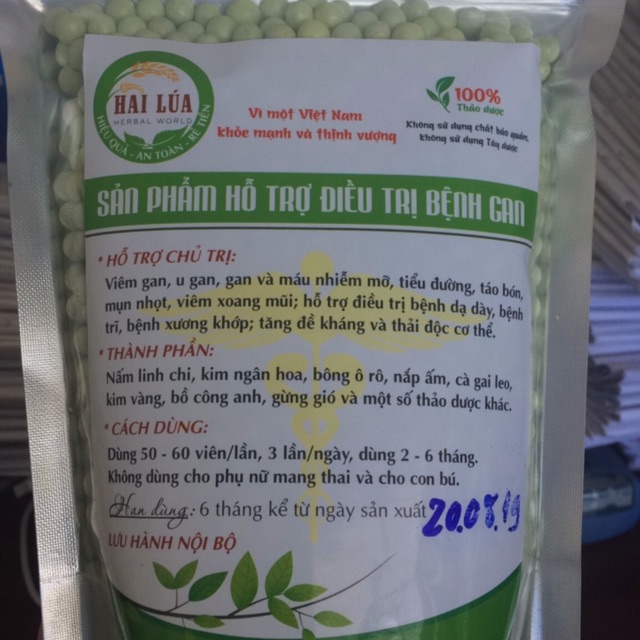 HAI LÚA
HERBAL WORLD
HIỆU QUẢ - AN TOÀN - RẺ TIỀN
Vì một Việt Nam
khỏe mạnh và thịnh vượng
100%
Thảo dược
Không sử dụng chất bảo quản,
không sử dụng Tây dược
SẢN PHẨM HỖ TRỢ ĐIỀU TRỊ BỆNH GAN
* HỖ TRỢ CHỦ TRỊ:
Viêm gan, u gan, gan và máu nhiễm mỡ, tiểu đường, táo bón,
mụn nhọt, viêm xoang mũi; hỗ trợ điều trị bệnh dạ dày, bệnh
trĩ, bệnh xương khớp; tăng đề kháng và thải độc cơ thể.
* THÀNH PHẦN:
Nấm linh chi, kim ngân hoa, bông ô rô, nắp ấm, cà gai leo,
kim vàng, bồ công anh, gừng gió và một số thảo dược khác.
* CÁCH DÙNG:
Dùng 50 - 60 viên/lần, 3 lần/ngày, dùng 2 - 6 tháng.
Không dùng cho phụ nữ mang thai và cho con bú.
Hạn dùng: 6 tháng kể từ ngày sản xuất 20.08.19
LƯU HÀNH NỘI BỘ